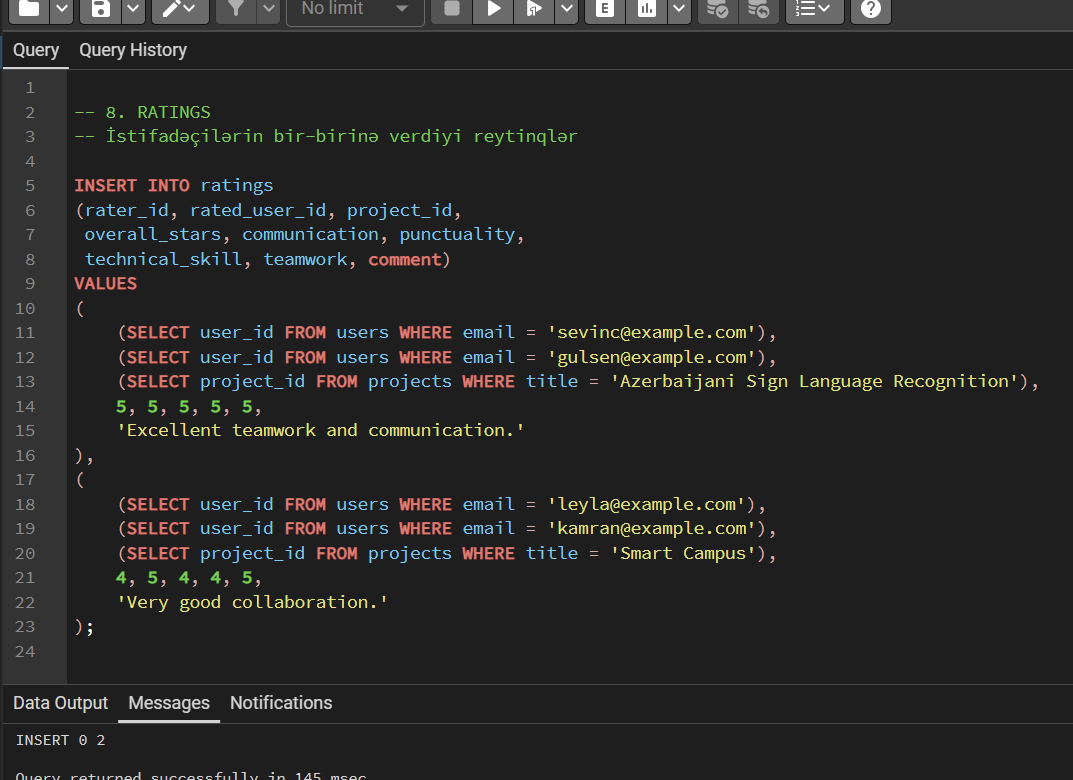 No limit
E
Query Query History
1
2 -- 8. RATINGS
3 -- İstifadəçilərin bir-birinə verdiyi reytinqlər
4
5 INSERT INTO ratings
6 (rater_id, rated_user_id, project_id,
7 overall_stars, communication, punctuality,
8 technical_skill, teamwork, comment)
9 VALUES
10 (
11 (SELECT user_id FROM users WHERE email = 'sevinc@example.com'),
12 (SELECT user_id FROM users WHERE email = 'gulsen@example.com'),
13 (SELECT project_id FROM projects WHERE title = 'Azerbaijani Sign Language Recognition'),
14 5, 5, 5, 5, 5,
15 'Excellent teamwork and communication.'
16 ),
17 (
18 (SELECT user_id FROM users WHERE email = 'leyla@example.com'),
19 (SELECT user_id FROM users WHERE email = 'kamran@example.com'),
20 (SELECT project_id FROM projects WHERE title = 'Smart Campus'),
21 4, 5, 4, 4, 5,
22 'Very good collaboration.'
23 );
24
Data Output Messages Notifications
INSERT 0 2
Query returned successfully in 145 msec.